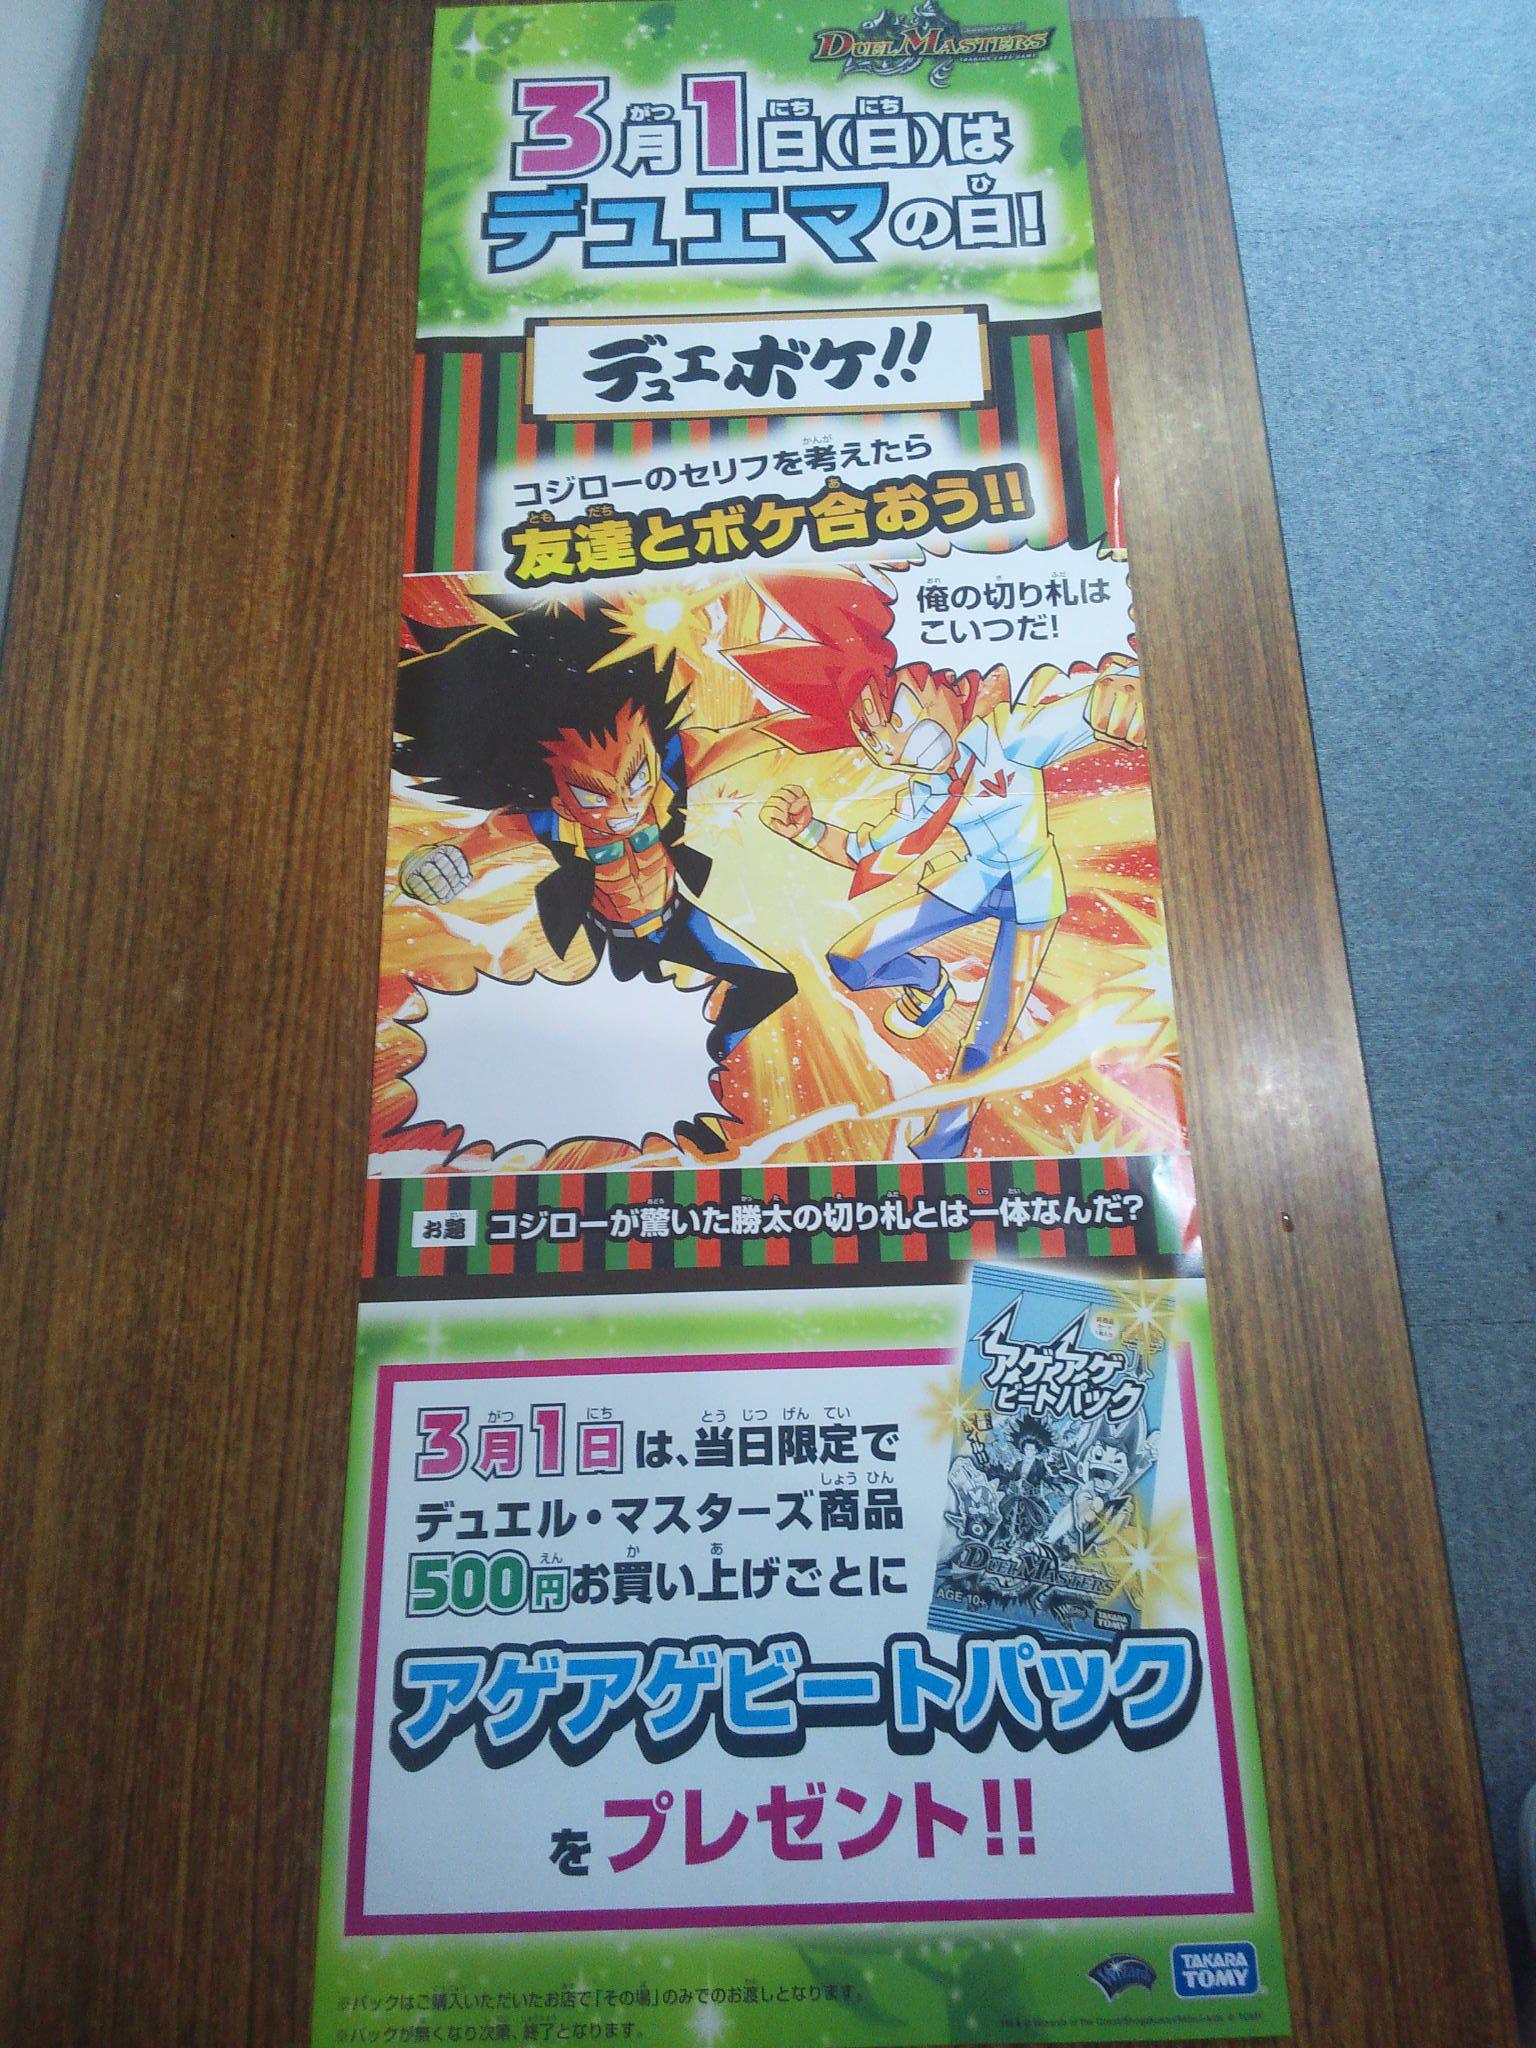 DUEL MASTERS
TRADING CARD GAME
3月1日(日)は
デュエマの日!
デュエボケ!!
コジローのセリフを考えたら
友達とボケ合おう!!
俺の切り札は
こいつだ!
お題 コジローが驚いた勝太の切り札とは一体なんだ?
アゲアゲ
ビートパック
DUEL MASTERS
AGE 10+
TAKARA TOMY
3月1日は、当日限定で
デュエル・マスターズ商品
500円お買い上げごとに
アゲアゲビートパック
をプレゼント!!
Wizards
TAKARA TOMY
※パックはご購入いただいたお店で「その場」のみでのお渡しとなります。
※パックが無くなり次第、終了となります。